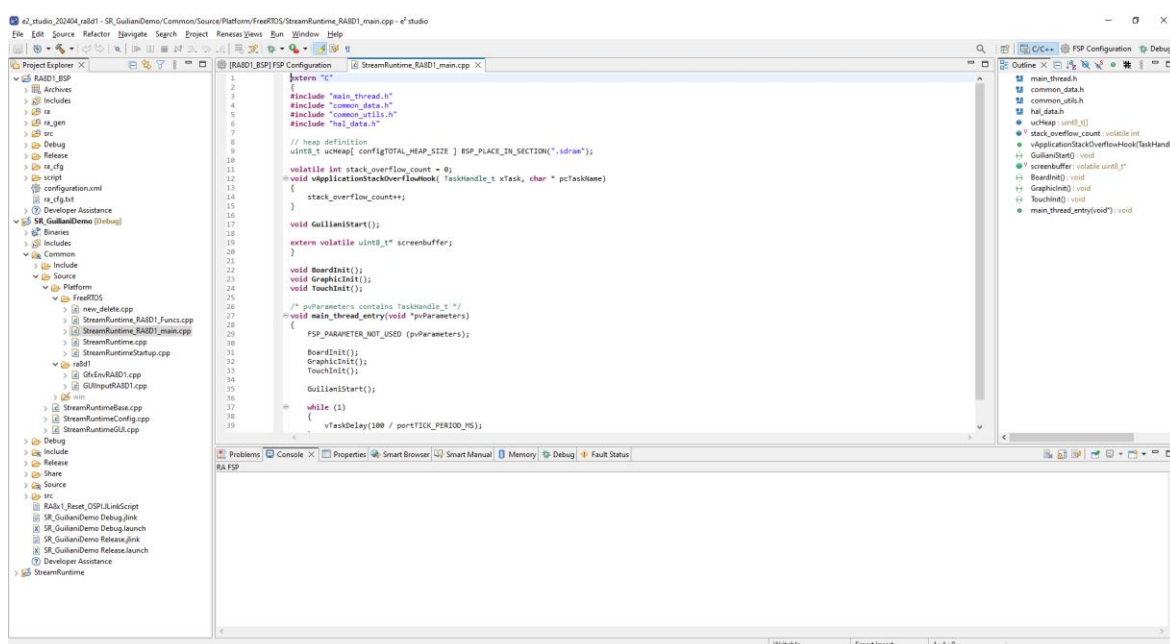 e2_studio_202404_ra8d1 - SR_GuilianiDemo/Common/Source/Platform/FreeRTOS/StreamRuntime_RA8D1_main.cpp - e² studio
File Edit Source Refactor Navigate Search Project Renesas Views Run Window Help
C/C++ FSP Configuration Debug
Project Explorer
RA8D1_BSP
Archives
Includes
ra
ra_gen
src
Debug
Release
ra_cfg
script
configuration.xml
ra_cfg.txt
Developer Assistance
SR_GuilianiDemo [Debug]
Binaries
Includes
Common
Include
Source
Platform
FreeRTOS
new_delete.cpp
StreamRuntime_RA8D1_Funcs.cpp
StreamRuntime_RA8D1_main.cpp
StreamRuntime.cpp
StreamRuntimeStartup.cpp
ra8d1
GfxEnvRA8D1.cpp
GUIInputRA8D1.cpp
win
StreamRuntimeBase.cpp
StreamRuntimeConfig.cpp
StreamRuntimeGUI.cpp
Debug
Include
Release
Share
Source
src
RA8x1_Reset_OSPI.JLinkScript
SR_GuilianiDemo Debug.jlink
SR_GuilianiDemo Debug.launch
SR_GuilianiDemo Release.jlink
SR_GuilianiDemo Release.launch
Developer Assistance
StreamRuntime
[RA8D1_BSP] FSP Configuration StreamRuntime_RA8D1_main.cpp
1 extern "C"
2 {
3 #include "main_thread.h"
4 #include "common_data.h"
5 #include "common_utils.h"
6 #include "hal_data.h"
7
8 // heap definition
9 uint8_t ucHeap[ configTOTAL_HEAP_SIZE ] BSP_PLACE_IN_SECTION(".sdram");
10
11 volatile int stack_overflow_count = 0;
12 void vApplicationStackOverflowHook( TaskHandle_t xTask, char * pcTaskName)
13 {
14 stack_overflow_count++;
15 }
16
17 void GuilianiStart();
18
19 extern volatile uint8_t* screenbuffer;
20 }
21
22 void BoardInit();
23 void GraphicInit();
24 void TouchInit();
25
26 /* pvParameters contains TaskHandle_t */
27 void main_thread_entry(void *pvParameters)
28 {
29 FSP_PARAMETER_NOT_USED (pvParameters);
30
31 BoardInit();
32 GraphicInit();
33 TouchInit();
34
35 GuilianiStart();
36
37 while (1)
38 {
39 vTaskDelay(100 / portTICK_PERIOD_MS);
Outline
main_thread.h
common_data.h
common_utils.h
hal_data.h
ucHeap : uint8_t[]
stack_overflow_count : volatile int
vApplicationStackOverflowHook(TaskHandl
GuilianiStart() : void
screenbuffer : volatile uint8_t*
BoardInit() : void
GraphicInit() : void
TouchInit() : void
main_thread_entry(void*) : void
Problems Console Properties Smart Browser Smart Manual Memory Debug Fault Status
RA FSP